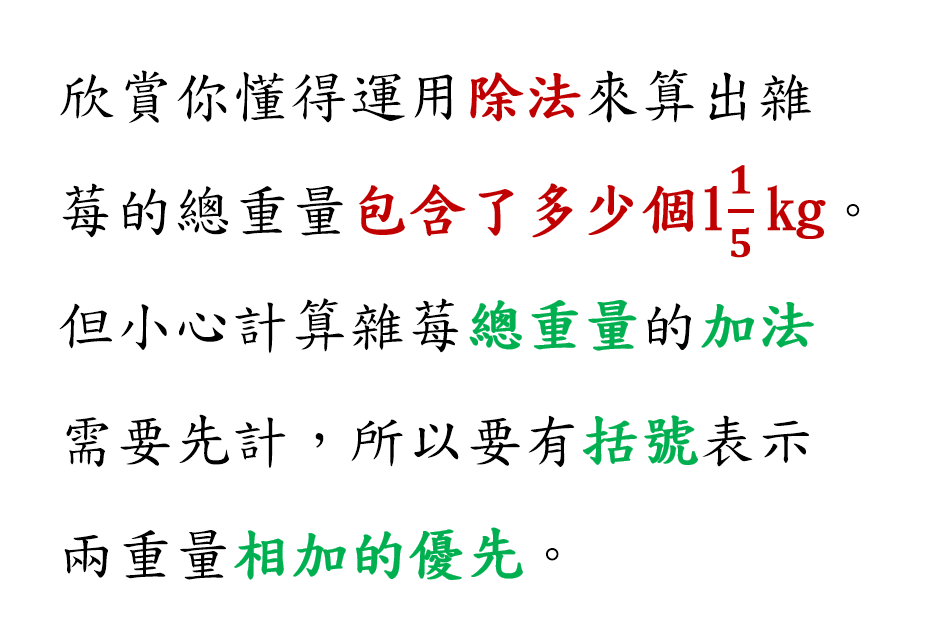 欣賞你懂得運用除法來算出雜
莓的總重量包含了多少個1 1/5 kg。
但小心計算雜莓總重量的加法
需要先計，所以要有括號表示
兩重量相加的優先。